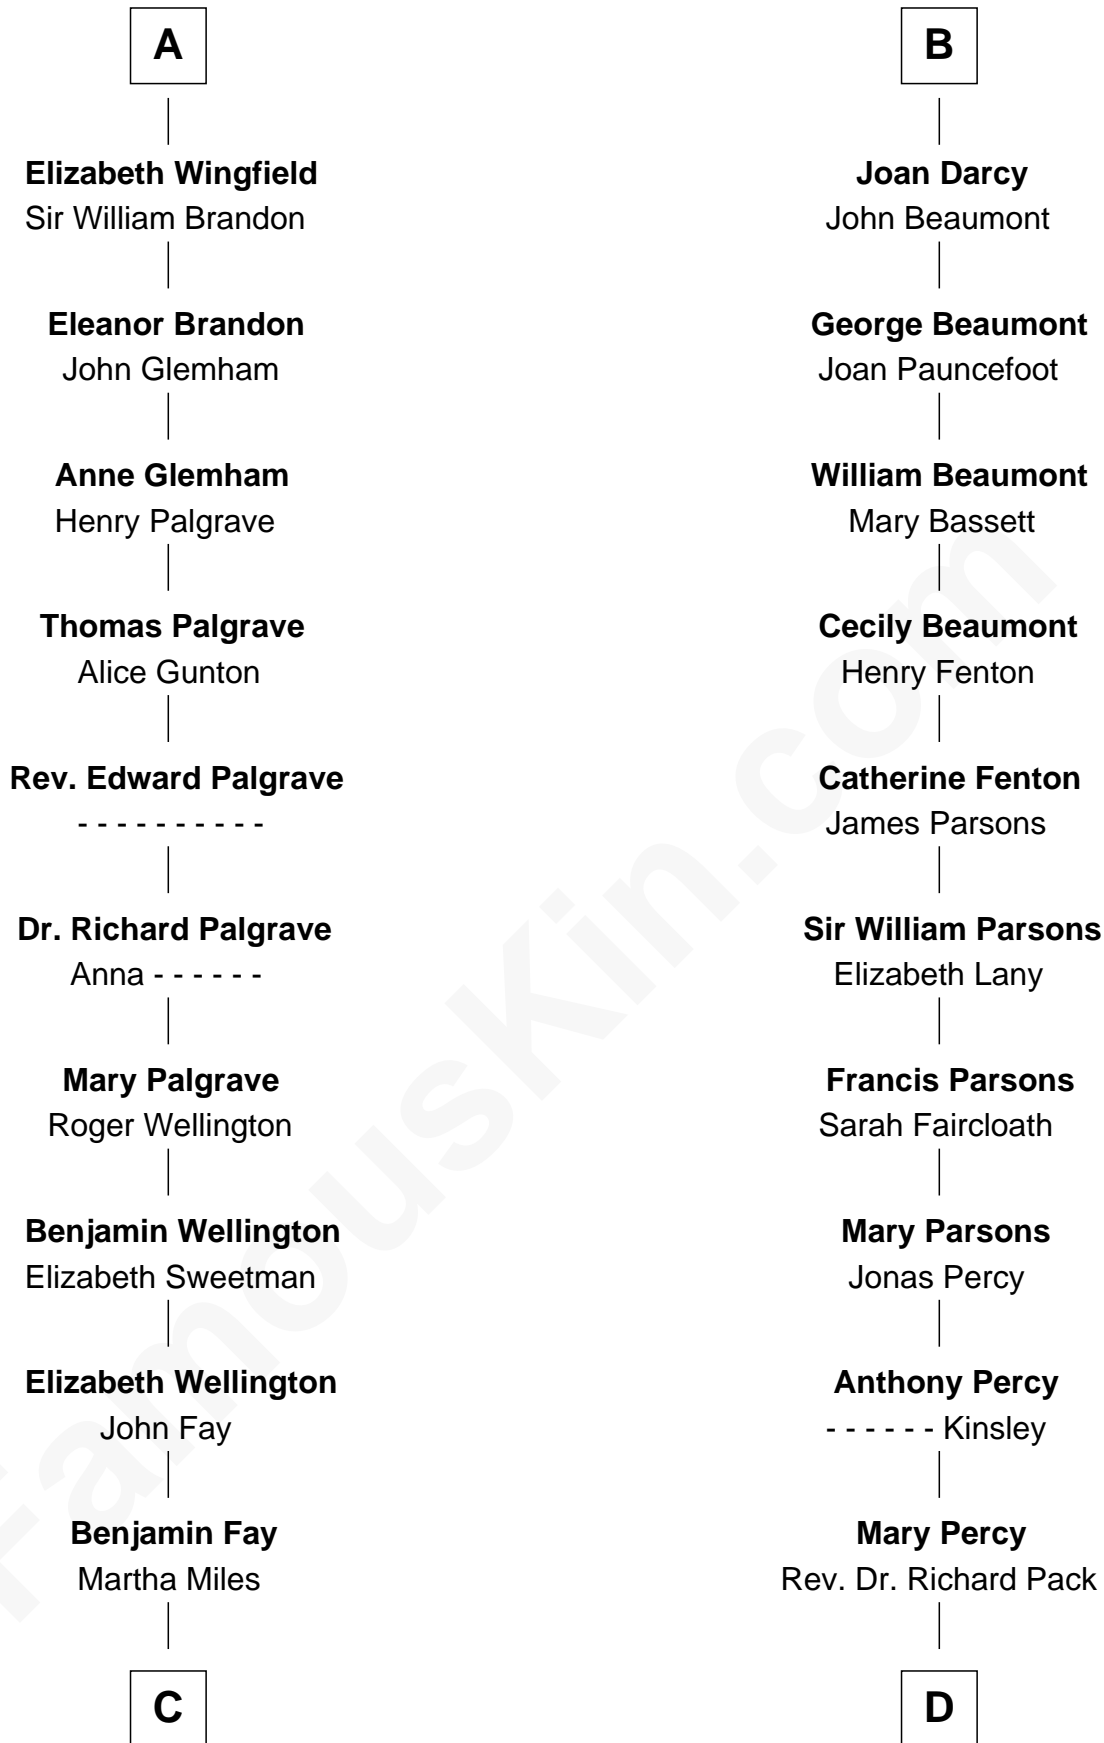 A
Elizabeth Wingfield
Sir William Brandon
Eleanor Brandon
John Glemham
Anne Glemham
Henry Palgrave
Thomas Palgrave
Alice Gunton
Rev. Edward Palgrave
- - - - - - - - - -
Dr. Richard Palgrave
Anna - - - - - -
Mary Palgrave
Roger Wellington
Benjamin Wellington
Elizabeth Sweetman
Elizabeth Wellington
John Fay
Benjamin Fay
Martha Miles
C
B
Joan Darcy
John Beaumont
George Beaumont
Joan Pauncefoot
William Beaumont
Mary Bassett
Cecily Beaumont
Henry Fenton
Catherine Fenton
James Parsons
Sir William Parsons
Elizabeth Lany
Francis Parsons
Sarah Faircloath
Mary Parsons
Jonas Percy
Anthony Percy
- - - - - - Kinsley
Mary Percy
Rev. Dr. Richard Pack
D
FamousKin.com